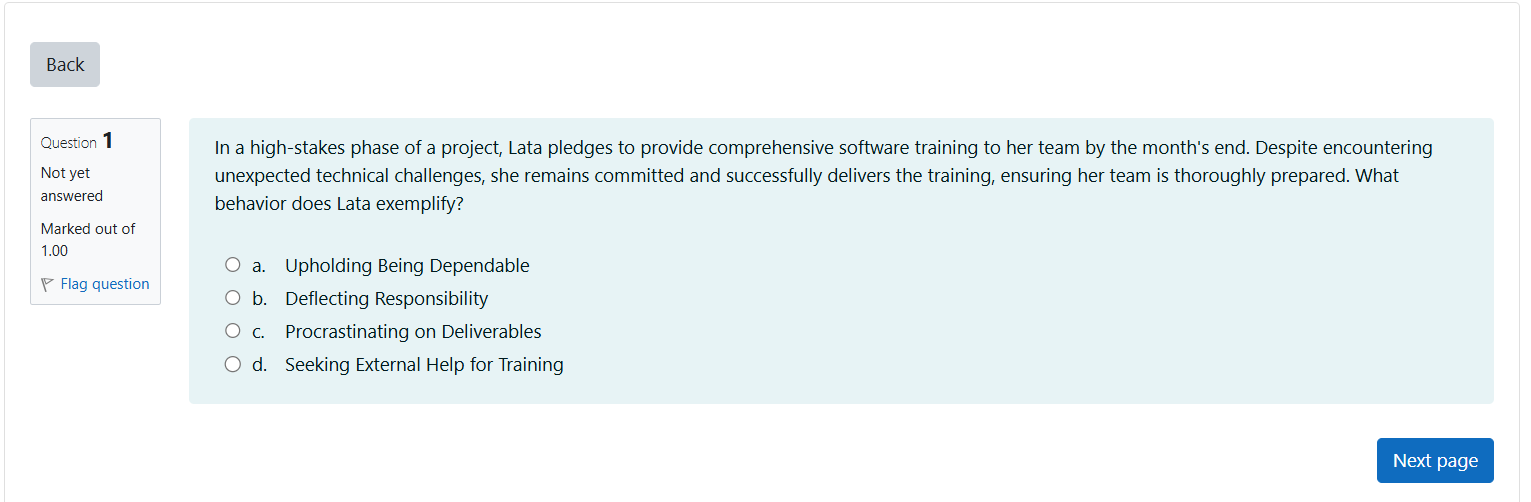 Back
Question 1
Not yet
answered
Marked out of
1.00
Flag question
In a high-stakes phase of a project, Lata pledges to provide comprehensive software training to her team by the month's end. Despite encountering
unexpected technical challenges, she remains committed and successfully delivers the training, ensuring her team is thoroughly prepared. What
behavior does Lata exemplify?
a. Upholding Being Dependable
b. Deflecting Responsibility
c. Procrastinating on Deliverables
d. Seeking External Help for Training
Next page